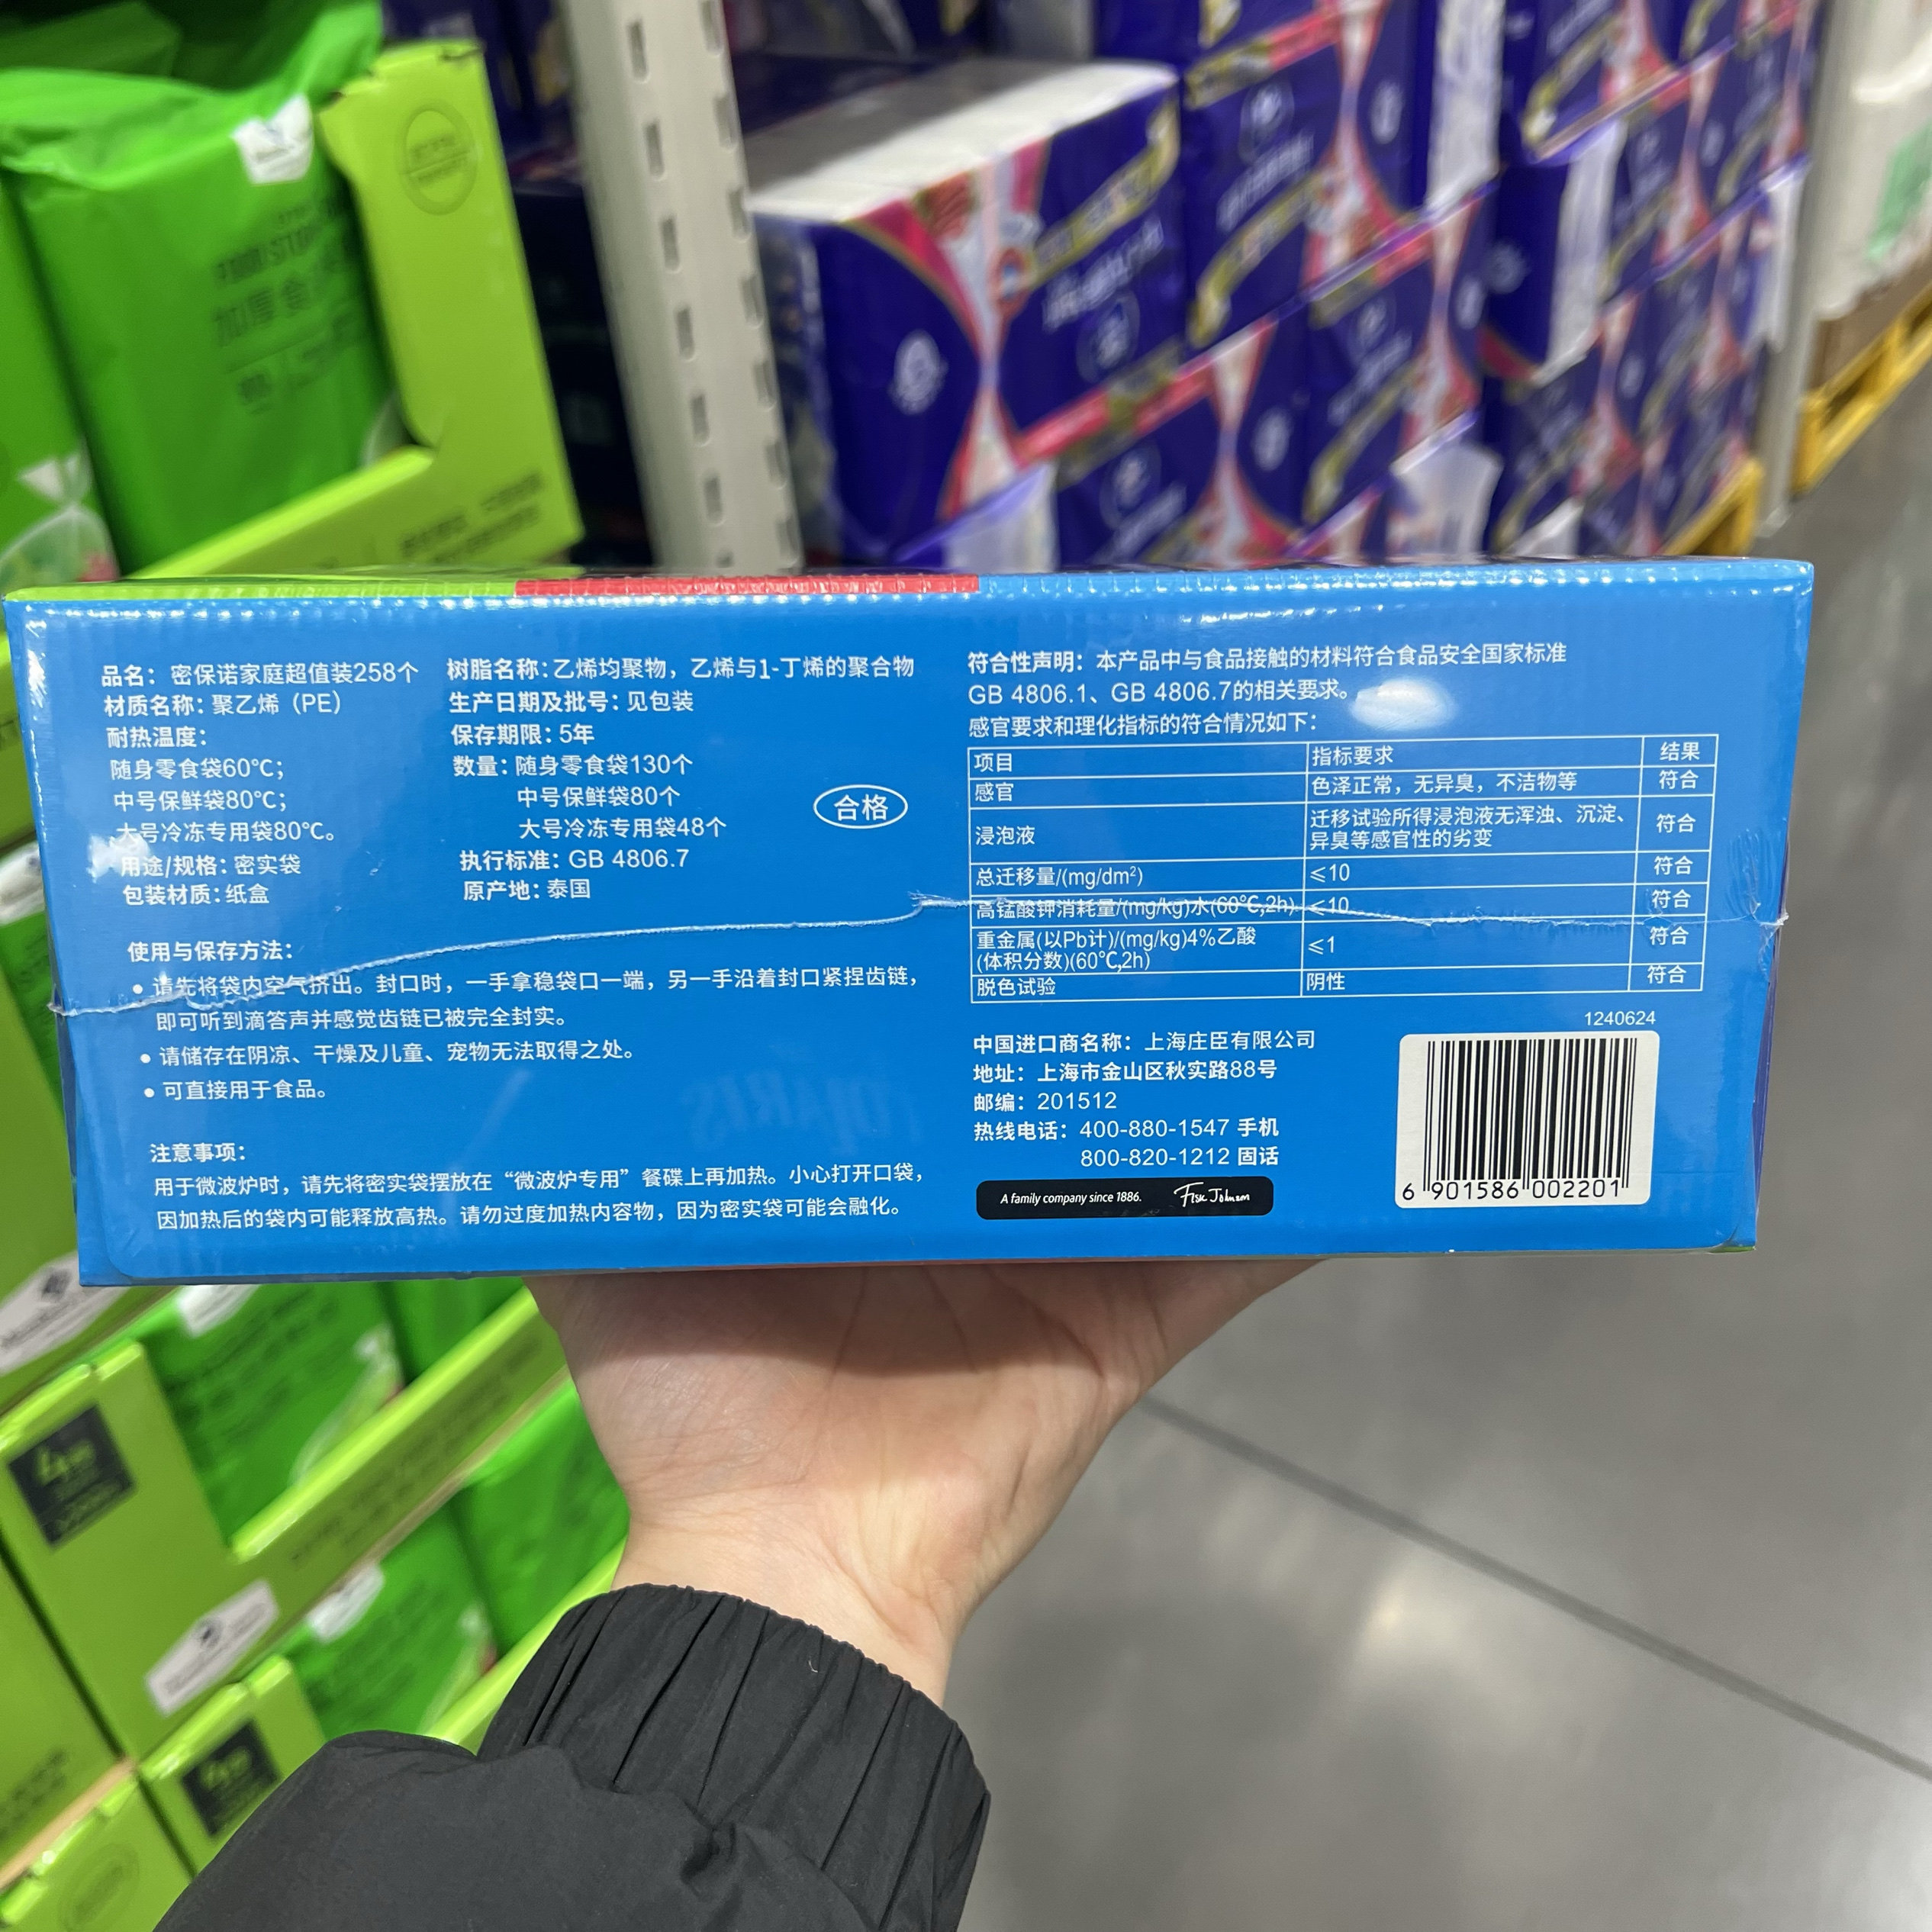 加厚食
品名：密保诺家庭超值装258个
材质名称：聚乙烯（PE）
耐热温度：
随身零食袋60℃；
中号保鲜袋80℃；
大号冷冻专用袋80℃。
用途/规格：密实袋
包装材质：纸盒
树脂名称：乙烯均聚物，乙烯与1-丁烯的聚合物
生产日期及批号：见包装
保存期限：5年
数量：随身零食袋130个
中号保鲜袋80个
大号冷冻专用袋48个
执行标准：GB 4806.7
原产地：泰国
合格
使用与保存方法：
• 请先将袋内空气挤出。封口时，一手拿稳袋口一端，另一手沿着封口紧捏齿链，
即可听到滴答声并感觉齿链已被完全封实。
• 请储存在阴凉、干燥及儿童、宠物无法取得之处。
• 可直接用于食品。
注意事项：
用于微波炉时，请先将密实袋摆放在“微波炉专用”餐碟上再加热。小心打开口袋，
因加热后的袋内可能释放高热。请勿过度加热内容物，因为密实袋可能会融化。
符合性声明：本产品中与食品接触的材料符合食品安全国家标准
GB 4806.1、GB 4806.7的相关要求。
感官要求和理化指标的符合情况如下：
项目 指标要求 结果
感官 色泽正常，无异臭，不洁物等 符合
浸泡液 迁移试验所得浸泡液无浑浊、沉淀、
异臭等感官性的劣变 符合
总迁移量/(mg/dm²) ≤10 符合
高锰酸钾消耗量/(mg/kg)水(60℃,2h) ≤10 符合
重金属(以Pb计)/(mg/kg)4%乙酸
(体积分数)(60℃,2h) ≤1 符合
脱色试验 阴性 符合
中国进口商名称：上海庄臣有限公司
地址：上海市金山区秋实路88号
邮编：201512
热线电话：400-880-1547 手机
800-820-1212 固话
A family company since 1886. Fisk Johnson
1240624
6 901586 002201